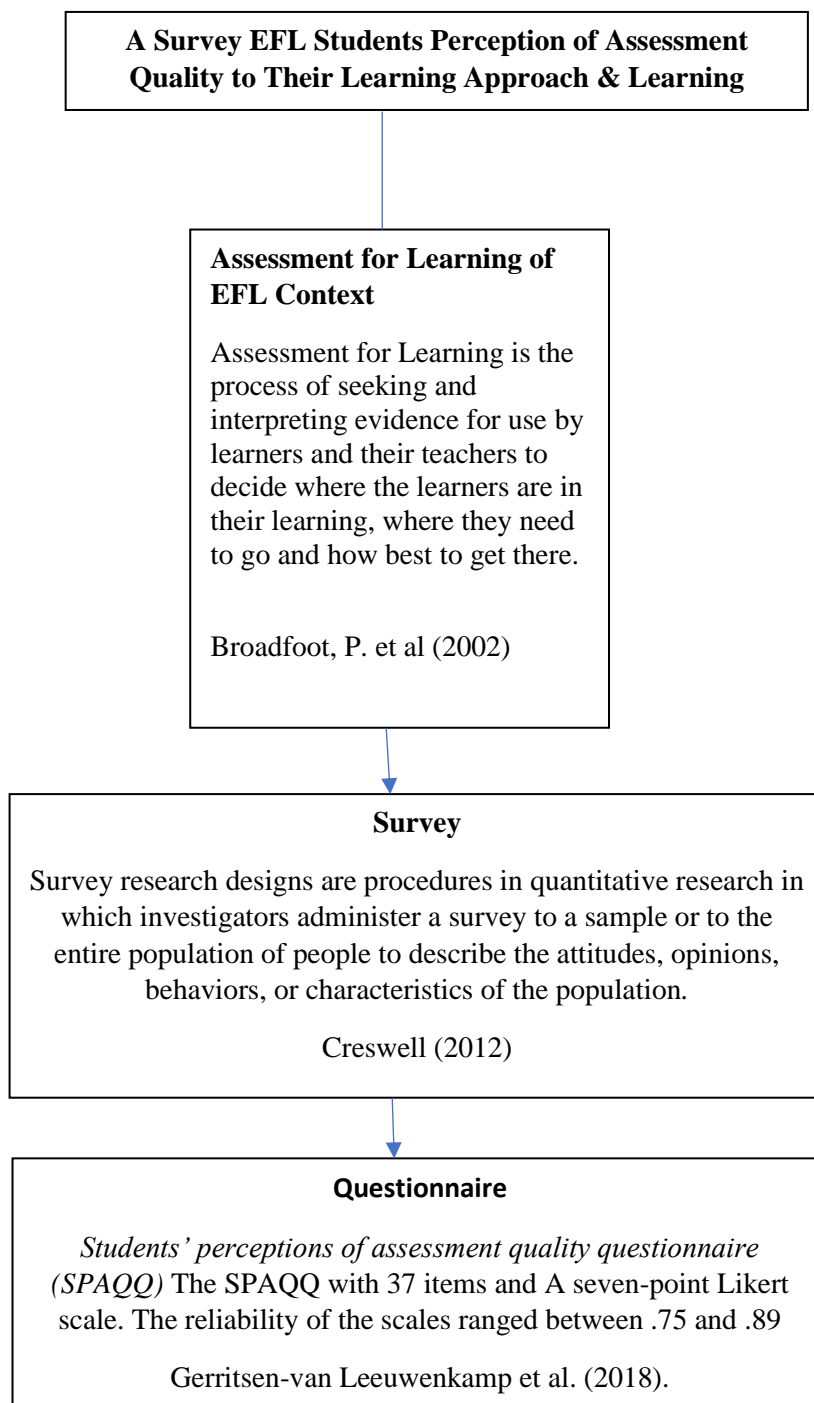 A Survey EFL Students Perception of Assessment
Quality to Their Learning Approach & Learning
Assessment for Learning of
EFL Context
Assessment for Learning is the
process of seeking and
interpreting evidence for use by
learners and their teachers to
decide where the learners are in
their learning, where they need
to go and how best to get there.
Broadfoot, P. et al (2002)
Survey
Survey research designs are procedures in quantitative research in
which investigators administer a survey to a sample or to the
entire population of people to describe the attitudes, opinions,
behaviors, or characteristics of the population.
Creswell (2012)
Questionnaire
Students’ perceptions of assessment quality questionnaire
(SPAQQ) The SPAQQ with 37 items and A seven-point Likert
scale. The reliability of the scales ranged between .75 and .89
Gerritsen-van Leeuwenkamp et al. (2018).